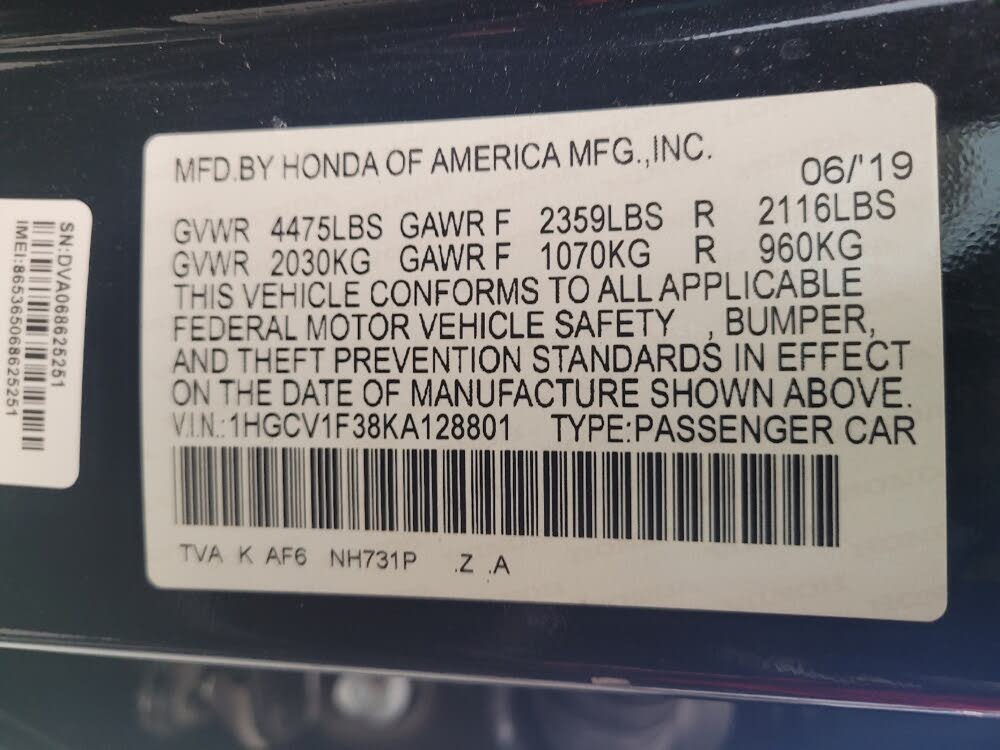 MFD.BY HONDA OF AMERICA MFG.,INC.
06/'19
GVWR 4475LBS GAWR F 2359LBS R 2116LBS
GVWR 2030KG GAWR F 1070KG R 960KG
THIS VEHICLE CONFORMS TO ALL APPLICABLE
FEDERAL MOTOR VEHICLE SAFETY , BUMPER,
AND THEFT PREVENTION STANDARDS IN EFFECT
ON THE DATE OF MANUFACTURE SHOWN ABOVE.
V.I.N.:1HGCV1F38KA128801 TYPE:PASSENGER CAR
TVA K AF6 NH731P .Z .A
SN:DVA068625251
IMEI:865365068625251